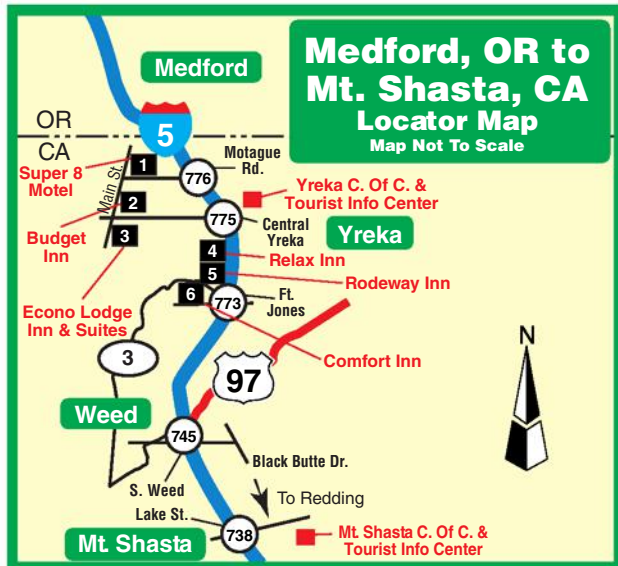 Medford, OR to
Mt. Shasta, CA
Locator Map
Map Not To Scale
Medford
OR
CA
5
Super 8
Motel
Main St.
1
776
Motague
Rd.
Yreka C. Of C. &
Tourist Info Center
2
775
Central
Yreka
Yreka
Budget
Inn
3
4
Relax Inn
5
Rodeway Inn
Econo Lodge
Inn & Suites
6
773
Ft.
Jones
Comfort Inn
3
97
N
Weed
745
S. Weed
Black Butte Dr.
To Redding
Lake St.
738
Mt. Shasta
Mt. Shasta C. Of C. &
Tourist Info Center